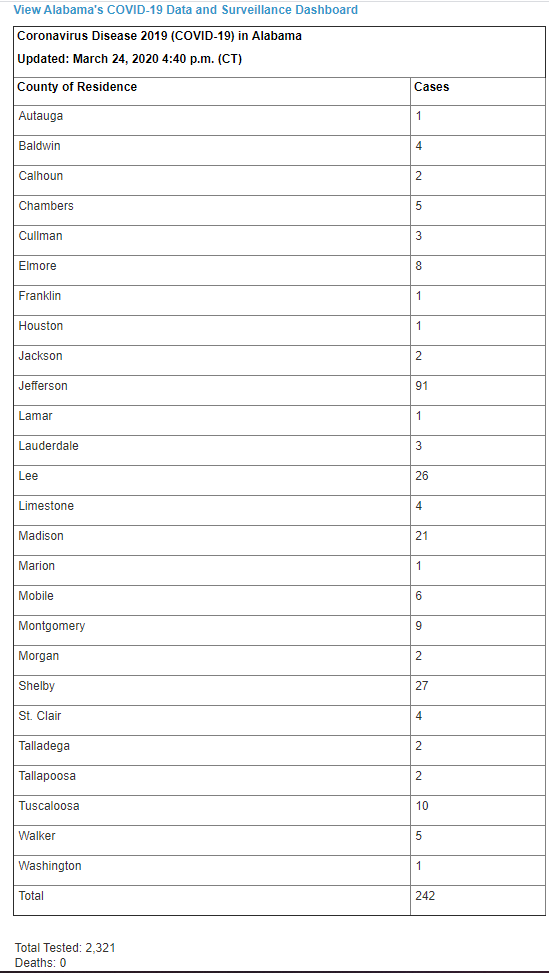 View Alabama's COVID-19 Data and Surveillance Dashboard
Coronavirus Disease 2019 (COVID-19) in Alabama
Updated: March 24, 2020 4:40 p.m. (CT)
County of Residence Cases
Autauga 1
Baldwin 4
Calhoun 2
Chambers 5
Cullman 3
Elmore 8
Franklin 1
Houston 1
Jackson 2
Jefferson 91
Lamar 1
Lauderdale 3
Lee 26
Limestone 4
Madison 21
Marion 1
Mobile 6
Montgomery 9
Morgan 2
Shelby 27
St. Clair 4
Talladega 2
Tallapoosa 2
Tuscaloosa 10
Walker 5
Washington 1
Total 242
Total Tested: 2,321
Deaths: 0